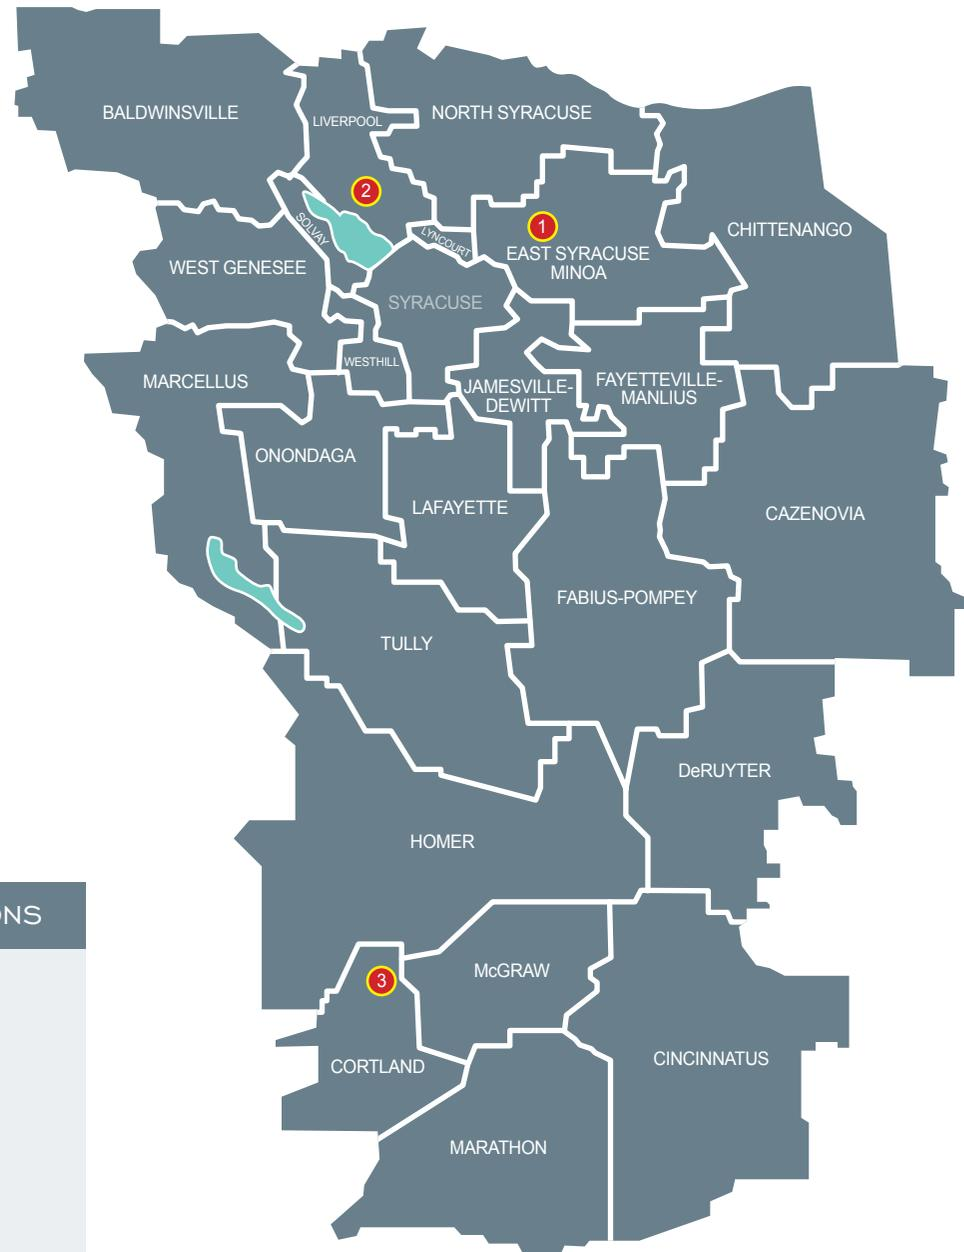 BALDWINSVILLE
LIVERPOOL
NORTH SYRACUSE
2
SOLVAY
LYNCOURT
1
EAST SYRACUSE
MINOA
CHITTENANGO
WEST GENESEE
SYRACUSE
WESTHILL
MARCELLUS
JAMESVILLE-
DEWITT
FAYETTEVILLE-
MANLIUS
ONONDAGA
LAFAYETTE
CAZENOVIA
FABIUS-POMPEY
TULLY
DeRUYTER
HOMER
McGRAW
3
CORTLAND
CINCINNATUS
MARATHON